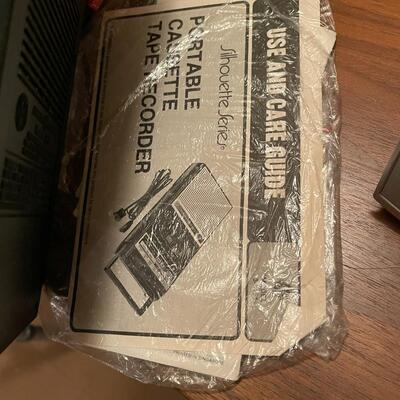 USE AND CARE GUIDE
Silhouette Series
PORTABLE
CASSETTE
TAPE RECORDER